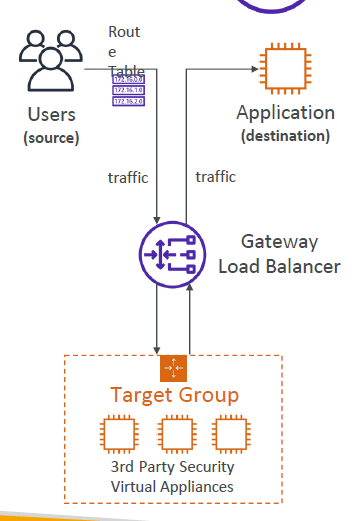 Rout
e
Table
172.16.0.0
172.16.1.0
172.16.2.0
Users
(source)
Application
(destination)
traffic
traffic
Gateway
Load Balancer
Target Group
3rd Party Security
Virtual Appliances